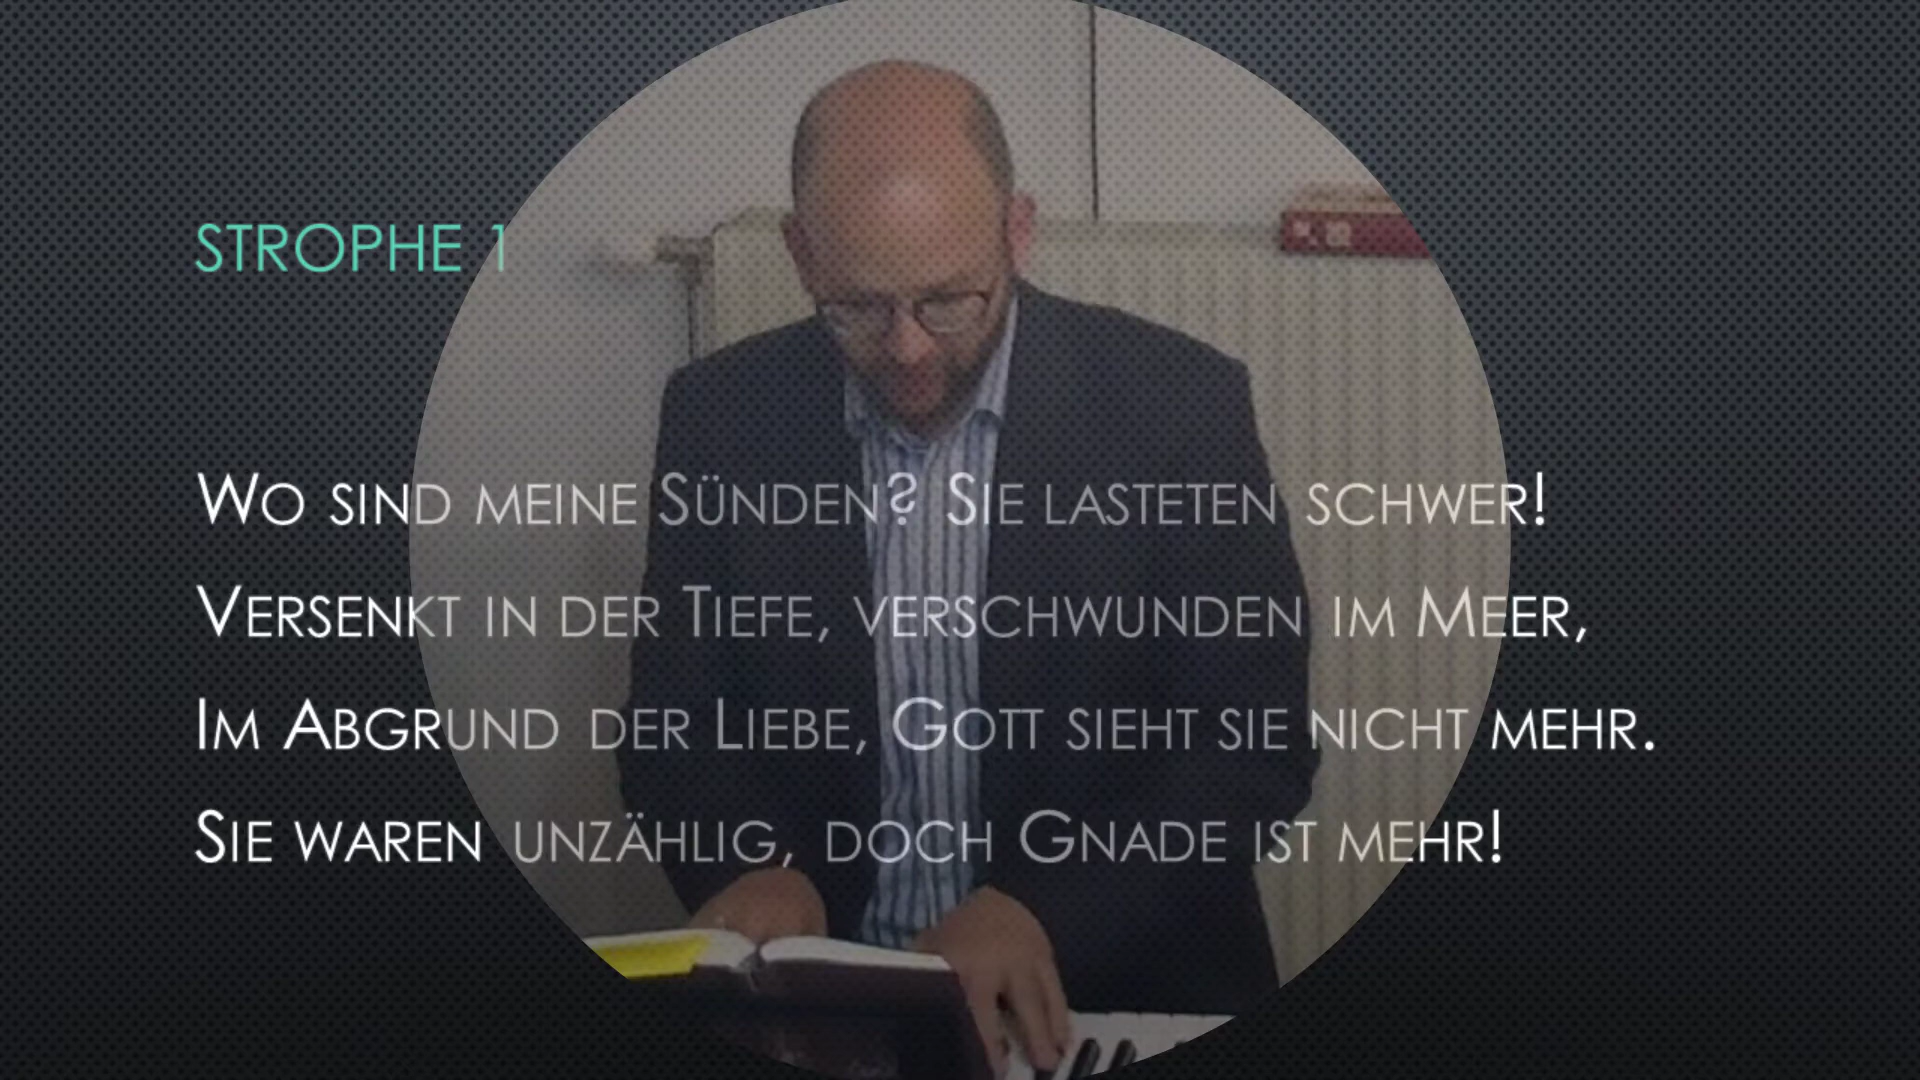 STROPHE 1
Wo sind meine Sünden? Sie lasteten schwer!
Versenkt in der Tiefe, verschwunden im Meer,
Im Abgrund der Liebe, Gott sieht sie nicht mehr.
Sie waren unzählig, doch Gnade ist mehr!